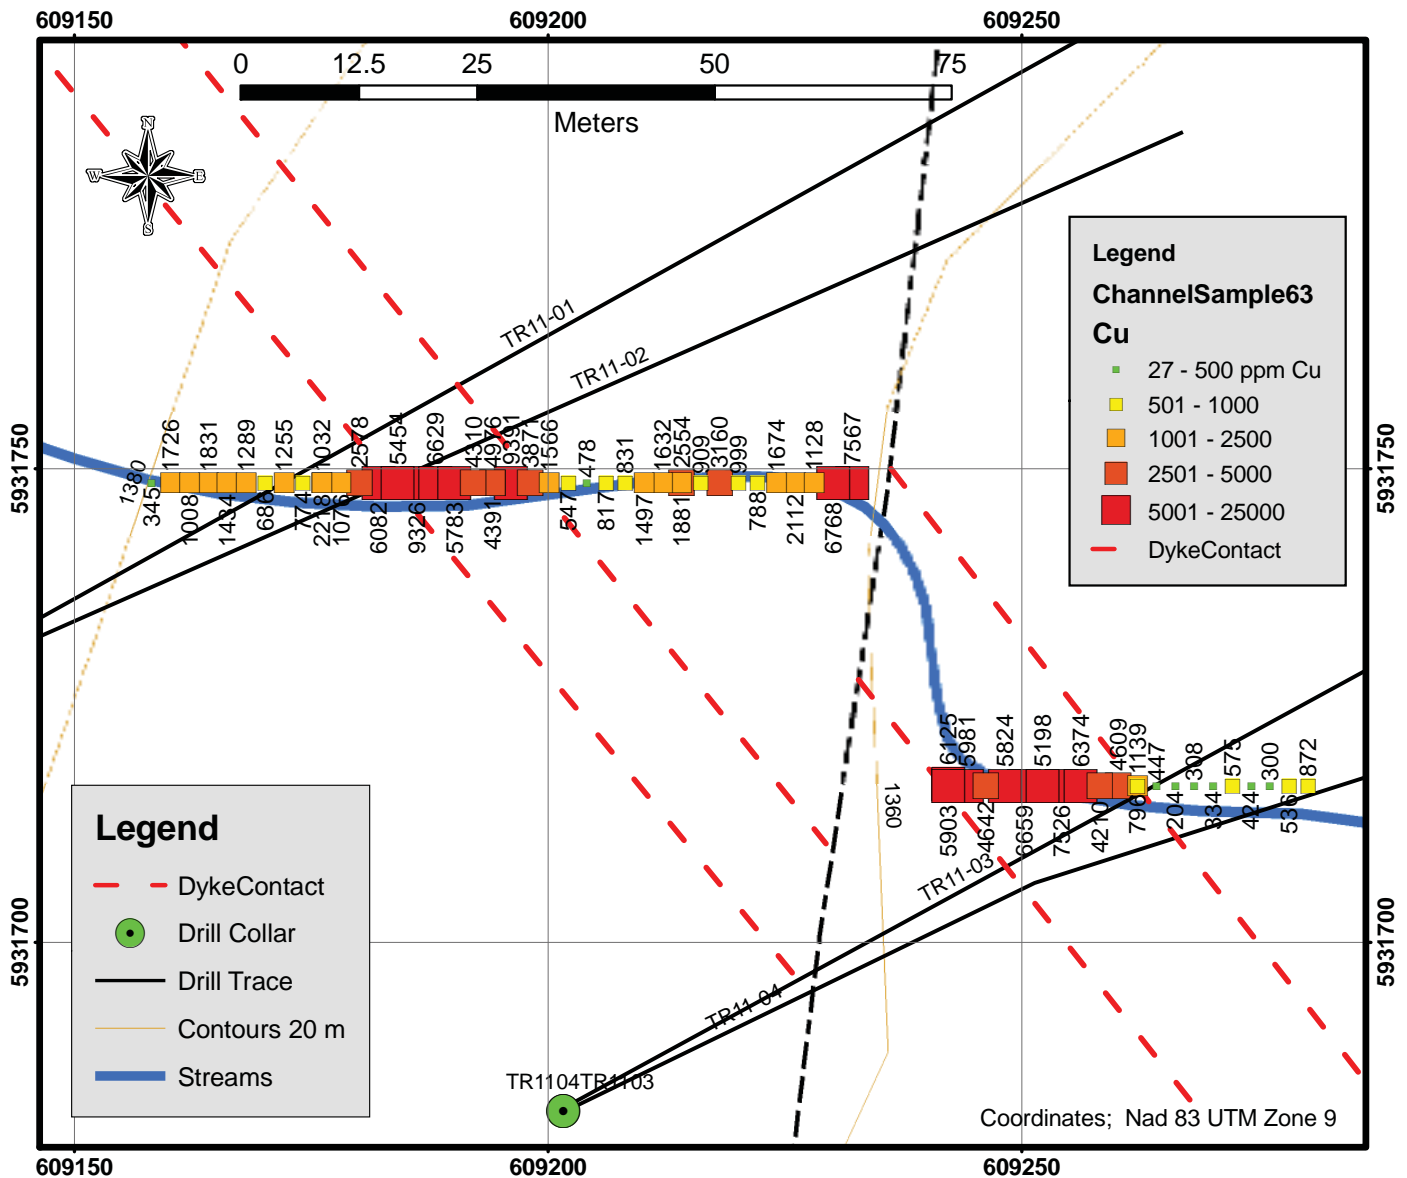 609150 609200 609250
0 12.5 25 50 75
Meters
N
W E
S
Legend
ChannelSample63
Cu
27 - 500 ppm Cu
501 - 1000
1001 - 2500
2501 - 5000
5001 - 25000
DykeContact
TR11-01
TR11-02
5931750 5931750
1380
1726 1831 1289 1255 1032 2578 5454 6629 4310 4976 9391 3871 1566 478 831 1632 2554 909 3160 999 1674 1128 7567
345 1008 1434 686 774 2218 1076 6082 9326 5783 4391 547 817 1497 1881 788 2112 6768
6125 5981 5824 5198 6374 4609 1139 447 308 575 300 872
5903 4642 6659 7526 4210 796 204 334 424 536
1360
TR11-03
TR11-04
Legend
DykeContact
Drill Collar
Drill Trace
Contours 20 m
Streams
5931700 5931700
TR1104TR1103
Coordinates; Nad 83 UTM Zone 9
609150 609200 609250